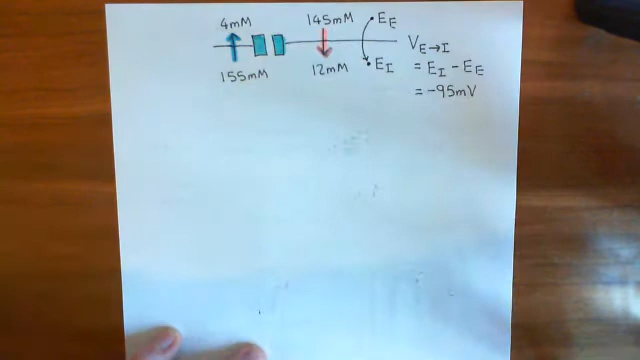 4mM
145mM
E_E
V_E→I
155mM
12mM
E_I
= E_I - E_E
= -95mV